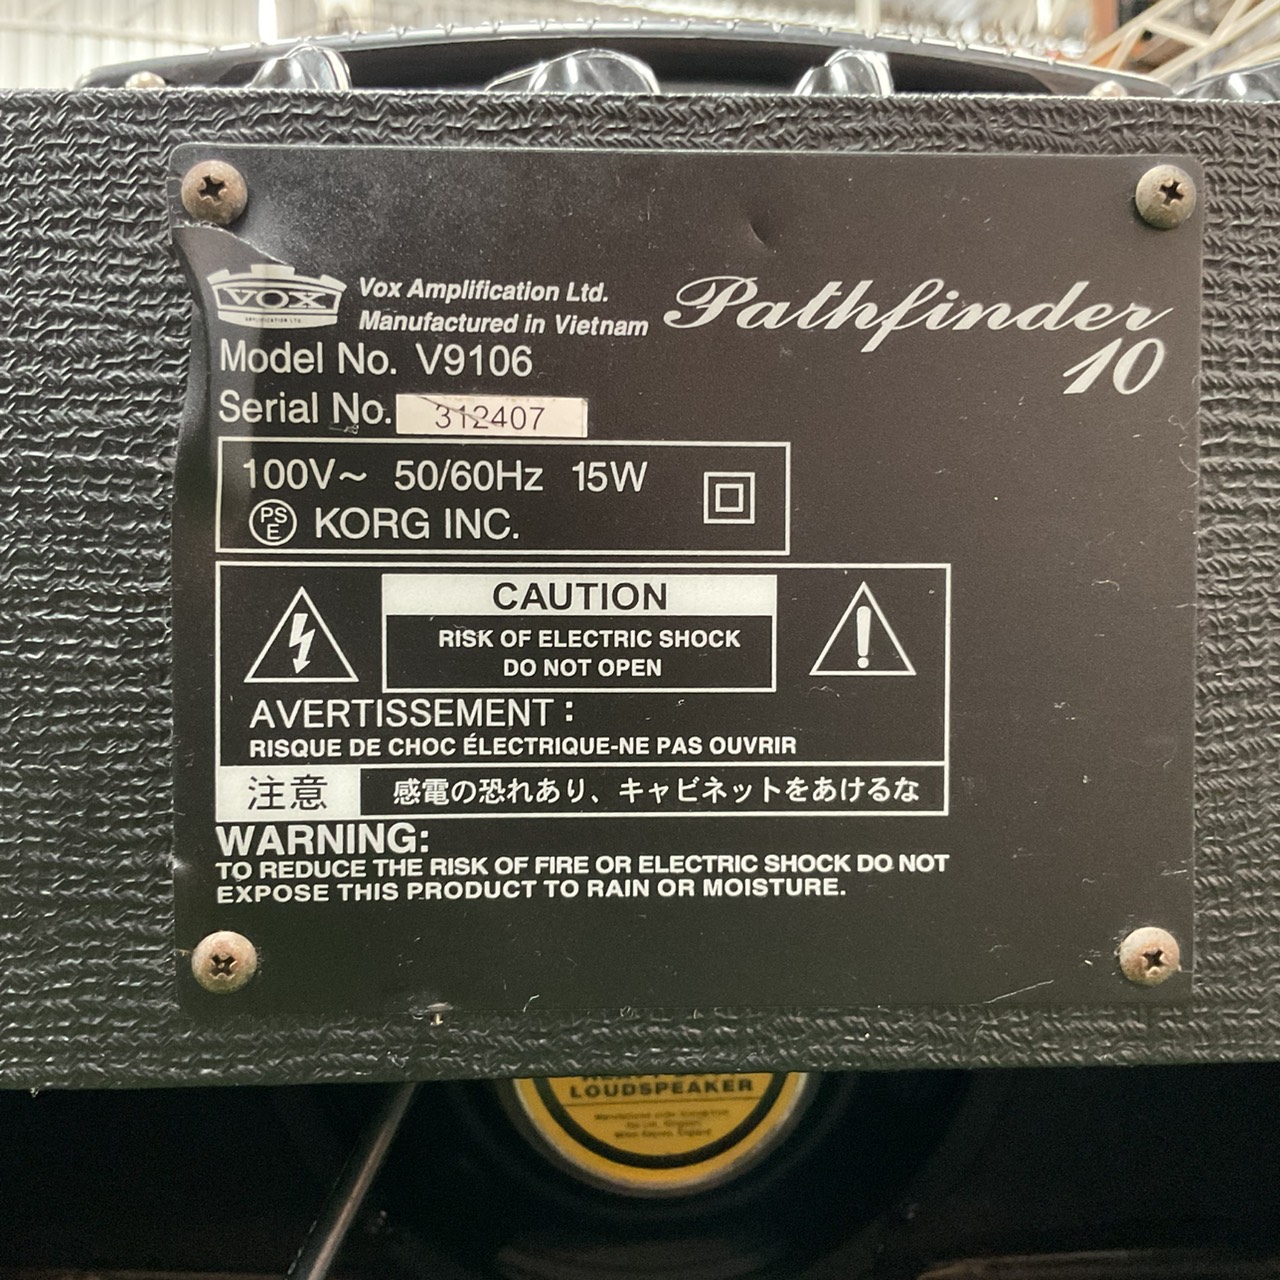 VOX
AMPLIFICATION LTD.
Vox Amplification Ltd.
Manufactured in Vietnam
Pathfinder
10
Model No. V9106
Serial No. 312407
100V~ 50/60Hz 15W
PS
E
KORG INC.
CAUTION
RISK OF ELECTRIC SHOCK
DO NOT OPEN
AVERTISSEMENT :
RISQUE DE CHOC ÉLECTRIQUE-NE PAS OUVRIR
注意 感電の恐れあり、キャビネットをあけるな
WARNING:
TO REDUCE THE RISK OF FIRE OR ELECTRIC SHOCK DO NOT
EXPOSE THIS PRODUCT TO RAIN OR MOISTURE.
LOUDSPEAKER